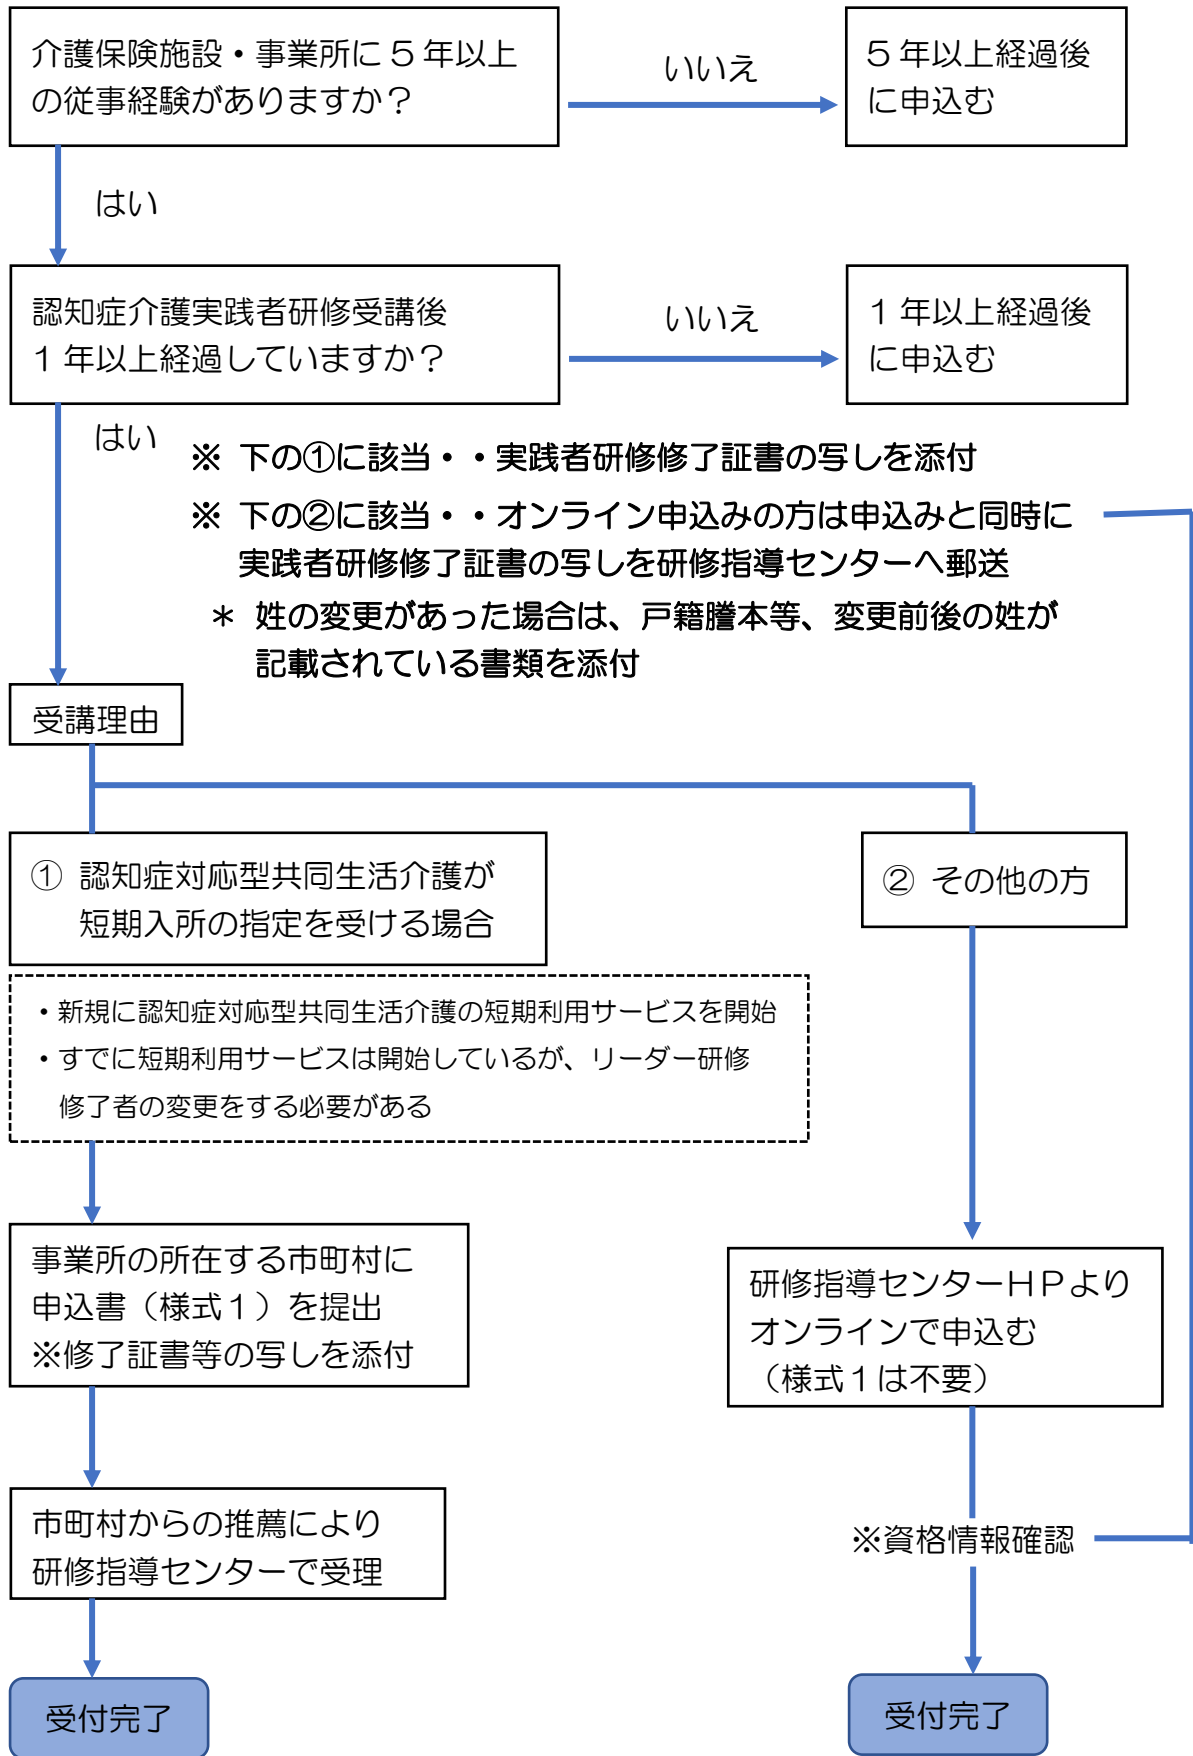 介護保険施設・事業所に５年以上
の従事経験がありますか？
いいえ
５年以上経過後
に申込む
はい
認知症介護実践者研修受講後
１年以上経過していますか？
いいえ
１年以上経過後
に申込む
はい
※ 下の①に該当・・実践者研修修了証書の写しを添付
※ 下の②に該当・・オンライン申込みの方は申込みと同時に
実践者研修修了証書の写しを研修指導センターへ郵送
＊ 姓の変更があった場合は、戸籍謄本等、変更前後の姓が
記載されている書類を添付
受講理由
① 認知症対応型共同生活介護が
短期入所の指定を受ける場合
② その他の方
・新規に認知症対応型共同生活介護の短期利用サービスを開始
・すでに短期利用サービスは開始しているが、リーダー研修
修了者の変更をする必要がある
事業所の所在する市町村に
申込書（様式１）を提出
※修了証書等の写しを添付
研修指導センターＨＰより
オンラインで申込む
（様式１は不要）
市町村からの推薦により
研修指導センターで受理
※資格情報確認
受付完了
受付完了